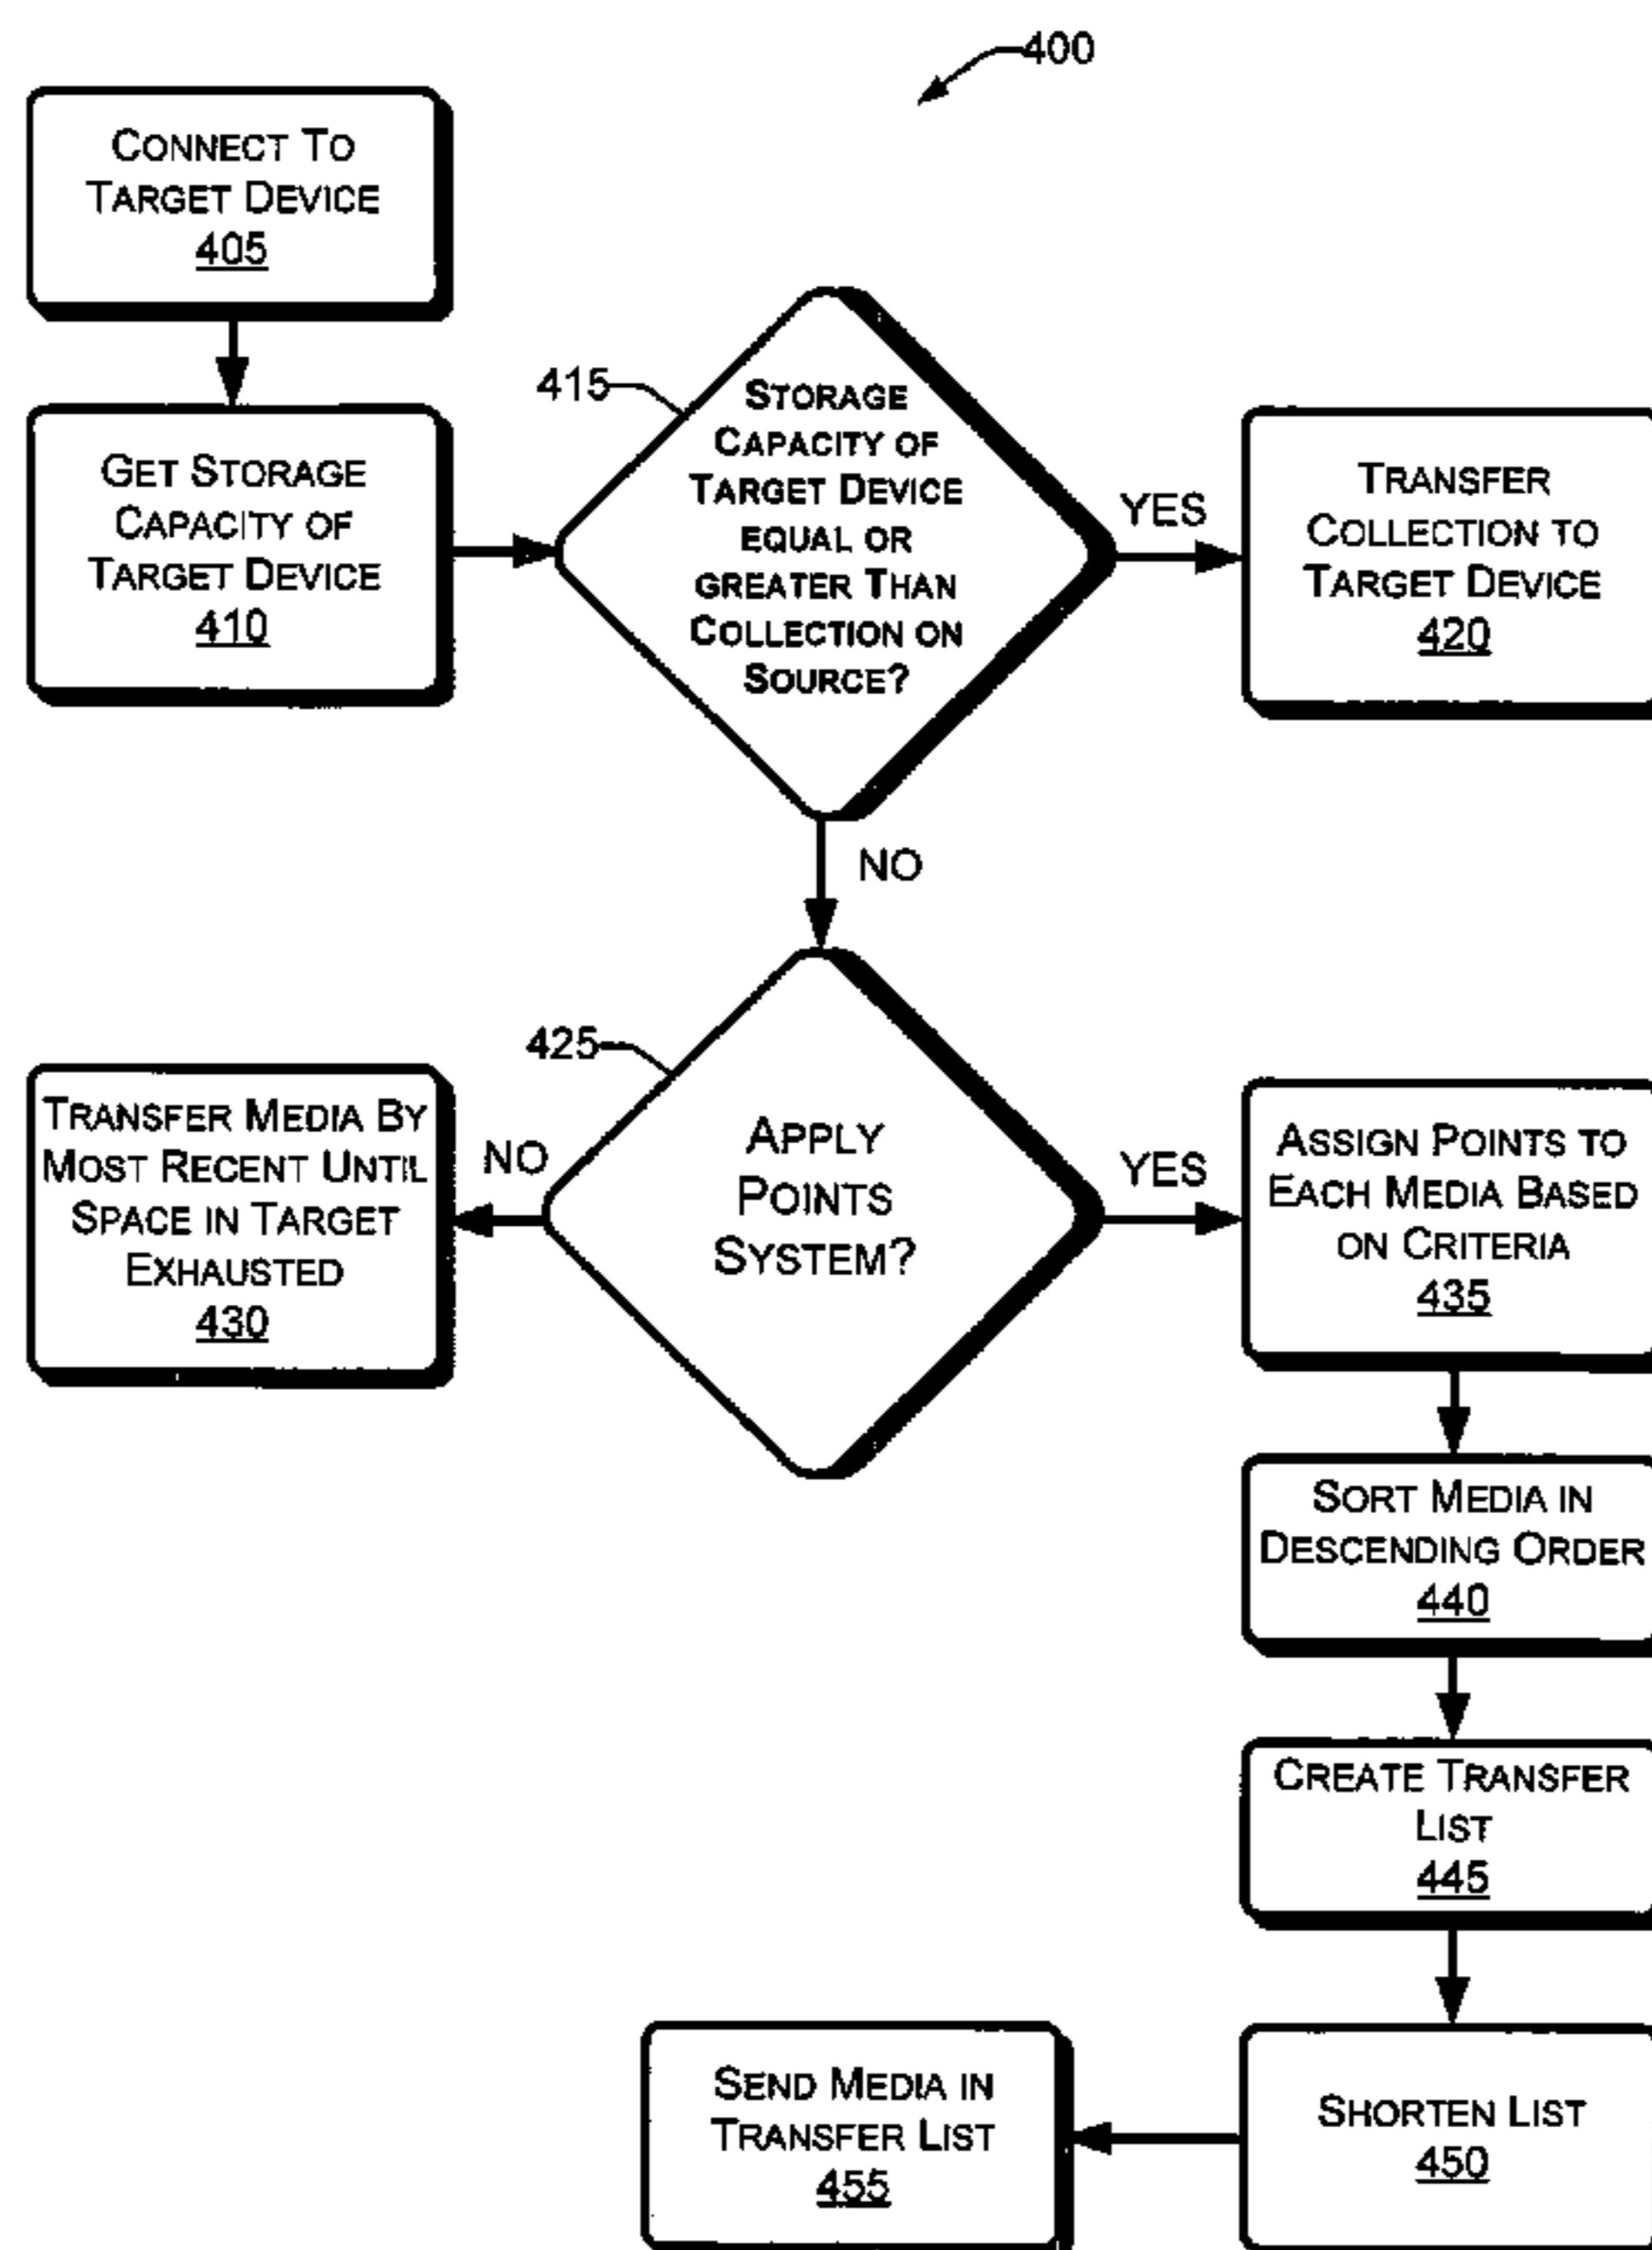 400
CONNECT TO
TARGET DEVICE
405
GET STORAGE
CAPACITY OF
TARGET DEVICE
410
415
STORAGE
CAPACITY OF
TARGET DEVICE
EQUAL OR
GREATER THAN
COLLECTION ON
SOURCE?
YES
TRANSFER
COLLECTION TO
TARGET DEVICE
420
NO
425
APPLY
POINTS
SYSTEM?
NO
TRANSFER MEDIA BY
MOST RECENT UNTIL
SPACE IN TARGET
EXHAUSTED
430
YES
ASSIGN POINTS TO
EACH MEDIA BASED
ON CRITERIA
435
SORT MEDIA IN
DESCENDING ORDER
440
CREATE TRANSFER
LIST
445
SHORTEN LIST
450
SEND MEDIA IN
TRANSFER LIST
455